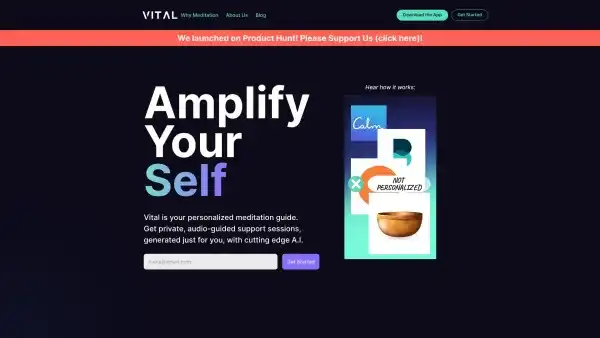 VITAL
Why Meditation
About Us
Blog
Download the App
Get Started
We launched on Product Hunt! Please Support Us (click here)!
Amplify
Your
Self
Vital is your personalized meditation guide.
Get private, audio-guided support sessions,
generated just for you, with cutting edge A.I.
Get Started
Hear how it works:
Calm
NOT
PERSONALIZED